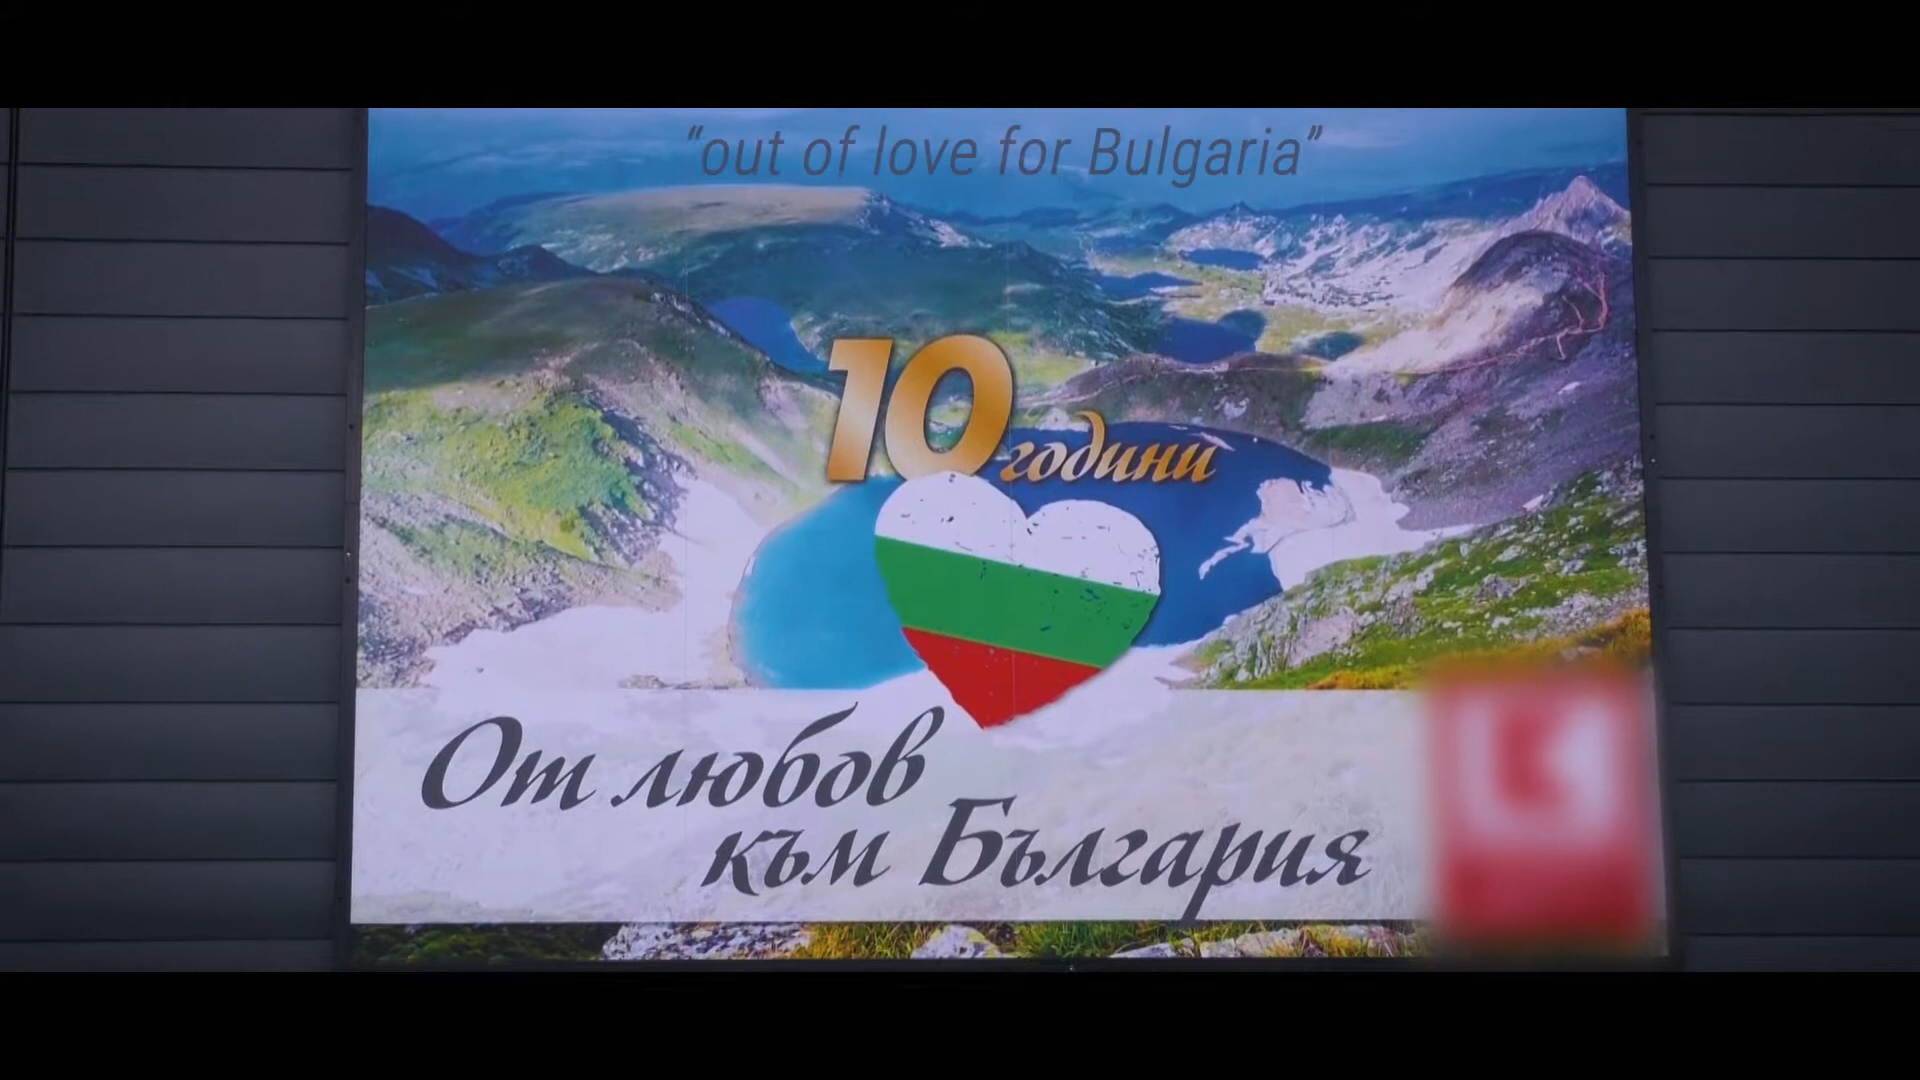 “out of love for Bulgaria”
10 години
От любов
към България